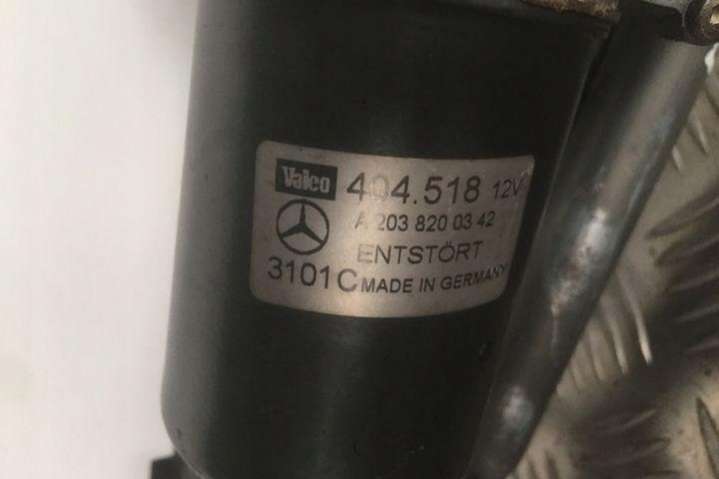 Valeo 404.518 12V
A 203 820 03 42
ENTSTÖRT
3101C MADE IN GERMANY